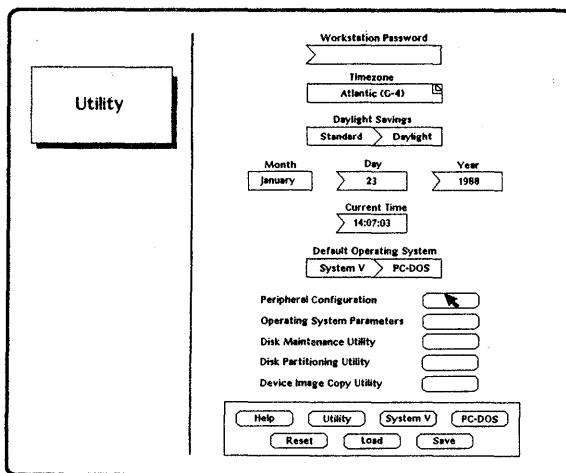 Utility
Workstation Password
Timezone
Atlantic (G-4)
Daylight Savings
Standard Daylight
Month Day Year
January 23 1988
Current Time
14:07:03
Default Operating System
System V PC-DOS
Peripheral Configuration
Operating System Parameters
Disk Maintenance Utility
Disk Partitioning Utility
Device Image Copy Utility
Help Utility System V PC-DOS
Reset Load Save